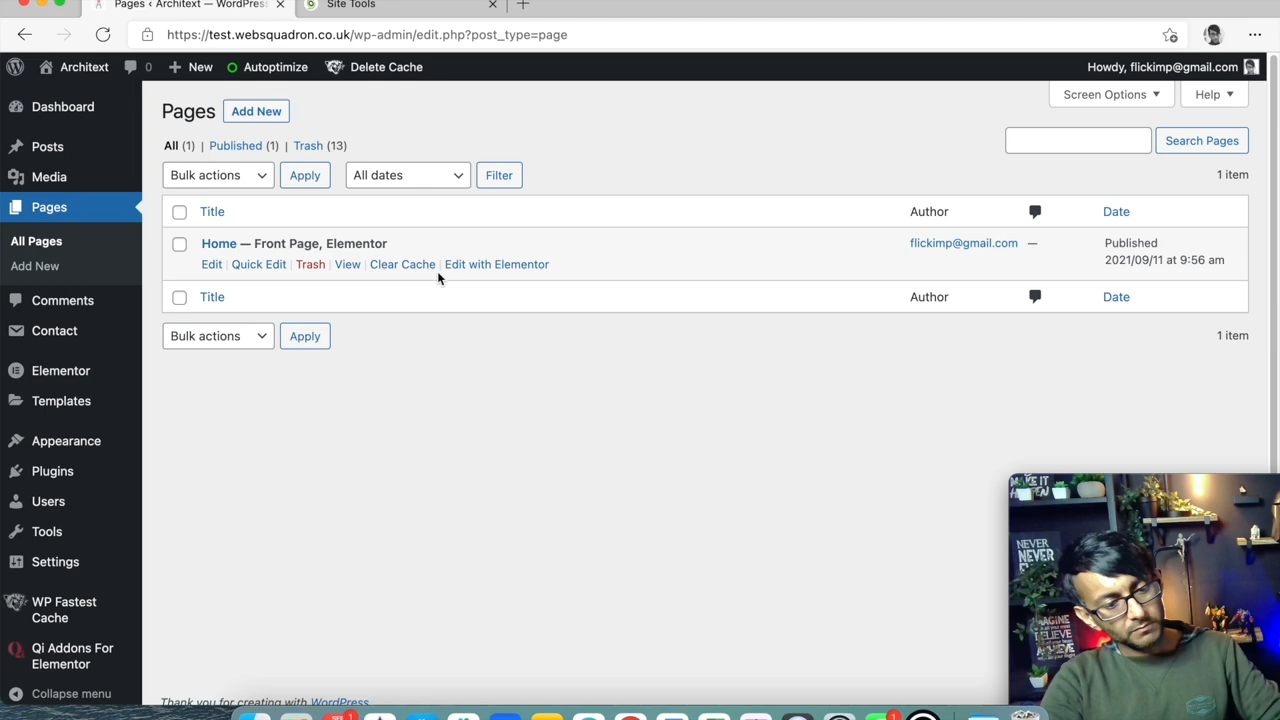 Pages ‹ Architext — WordPress
Site Tools
https://test.websquadron.co.uk/wp-admin/edit.php?post_type=page
Architext
0
New
Autoptimize
Delete Cache
Howdy, flickimp@gmail.com
Dashboard
Posts
Media
Pages
All Pages
Add New
Comments
Contact
Elementor
Templates
Appearance
Plugins
Users
Tools
Settings
WP Fastest
Cache
Qi Addons For
Elementor
Collapse menu
Pages Add New
Screen Options
Help
All (1) | Published (1) | Trash (13)
Search Pages
Bulk actions Apply All dates Filter 1 item
Title Author Date
Home — Front Page, Elementor flickimp@gmail.com — Published
2021/09/11 at 9:56 am
Edit | Quick Edit | Trash | View | Clear Cache | Edit with Elementor
Title Author Date
Bulk actions Apply 1 item
Thank you for creating with WordPress.
MAKE IT
HAPPEN
NEVER
NEVER
IMAGINE
BELIEVE
ACHIEVE